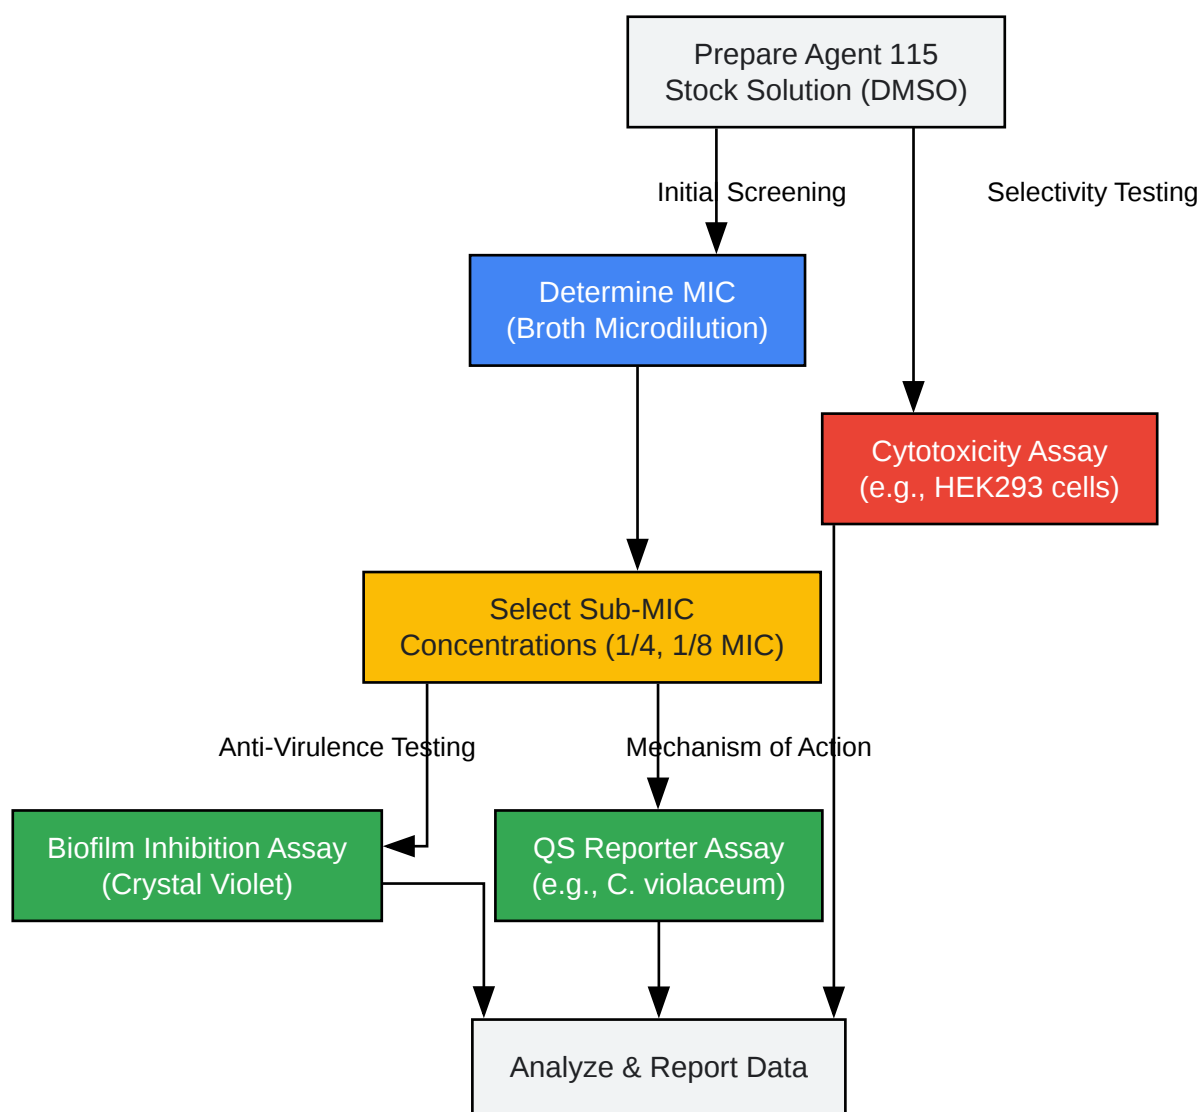 Prepare Agent 115
Stock Solution (DMSO)
Initial Screening
Selectivity Testing
Determine MIC
(Broth Microdilution)
Cytotoxicity Assay
(e.g., HEK293 cells)
Select Sub-MIC
Concentrations (1/4, 1/8 MIC)
Anti-Virulence Testing
Mechanism of Action
Biofilm Inhibition Assay
(Crystal Violet)
QS Reporter Assay
(e.g., C. violaceum)
Analyze & Report Data